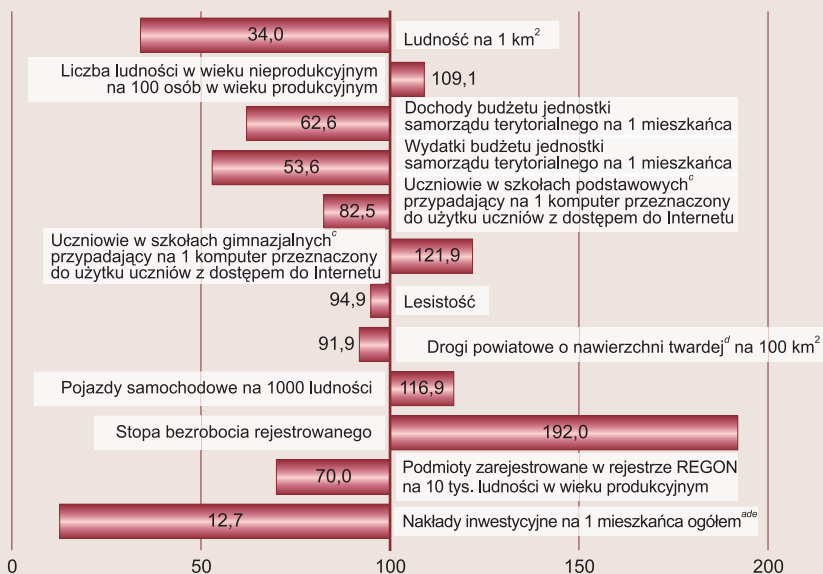 34,0 Ludność na 1 km²
Liczba ludności w wieku nieprodukcyjnym
na 100 osób w wieku produkcyjnym
109,1
62,6
Dochody budżetu jednostki
samorządu terytorialnego na 1 mieszkańca
53,6
Wydatki budżetu jednostki
samorządu terytorialnego na 1 mieszkańca
82,5
Uczniowie w szkołach podstawowychᶜ
przypadający na 1 komputer przeznaczony
do użytku uczniów z dostępem do Internetu
Uczniowie w szkołach gimnazjalnychᶜ
przypadający na 1 komputer przeznaczony
do użytku uczniów z dostępem do Internetu
121,9
94,9 Lesistość
91,9 Drogi powiatowe o nawierzchni twardejᵈ na 100 km²
Pojazdy samochodowe na 1000 ludności 116,9
Stopa bezrobocia rejestrowanego 192,0
70,0
Podmioty zarejestrowane w rejestrze REGON
na 10 tys. ludności w wieku produkcyjnym
12,7 Nakłady inwestycyjne na 1 mieszkańca ogółemᵃᵈᵉ
0 50 100 150 200